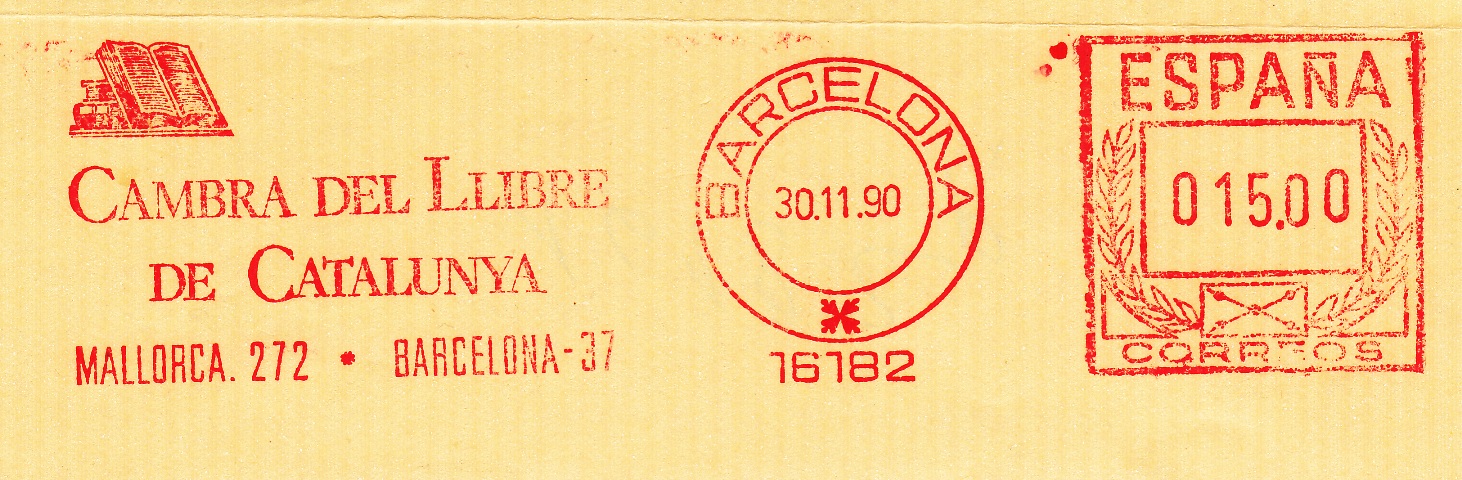 CAMBRA DEL LLIBRE
DE CATALUNYA
MALLORCA. 272 * BARCELONA-37
BARCELONA
30.11.90
16182
ESPAÑA
015.00
CORREOS